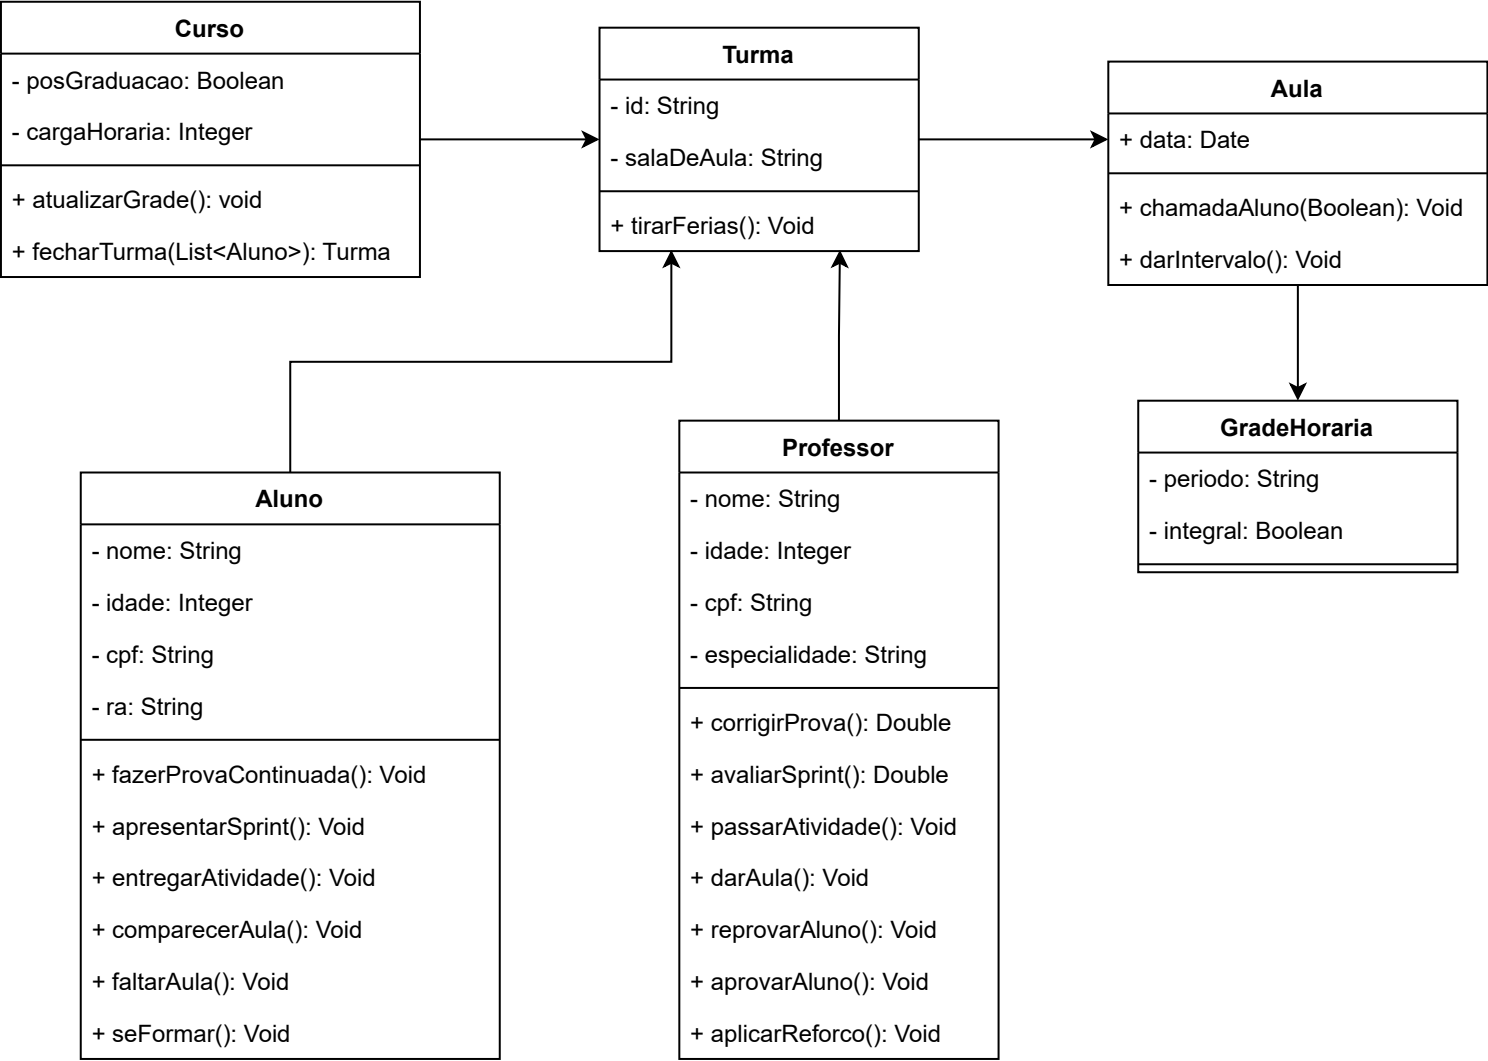 Curso
- posGraduacao: Boolean
- cargaHoraria: Integer
+ atualizarGrade(): void
+ fecharTurma(List<Aluno>): Turma
Turma
- id: String
- salaDeAula: String
+ tirarFerias(): Void
Aula
+ data: Date
+ chamadaAluno(Boolean): Void
+ darIntervalo(): Void
Aluno
- nome: String
- idade: Integer
- cpf: String
- ra: String
+ fazerProvaContinuada(): Void
+ apresentarSprint(): Void
+ entregarAtividade(): Void
+ comparecerAula(): Void
+ faltarAula(): Void
+ seFormar(): Void
Professor
- nome: String
- idade: Integer
- cpf: String
- especialidade: String
+ corrigirProva(): Double
+ avaliarSprint(): Double
+ passarAtividade(): Void
+ darAula(): Void
+ reprovarAluno(): Void
+ aprovarAluno(): Void
+ aplicarReforco(): Void
GradeHoraria
- periodo: String
- integral: Boolean